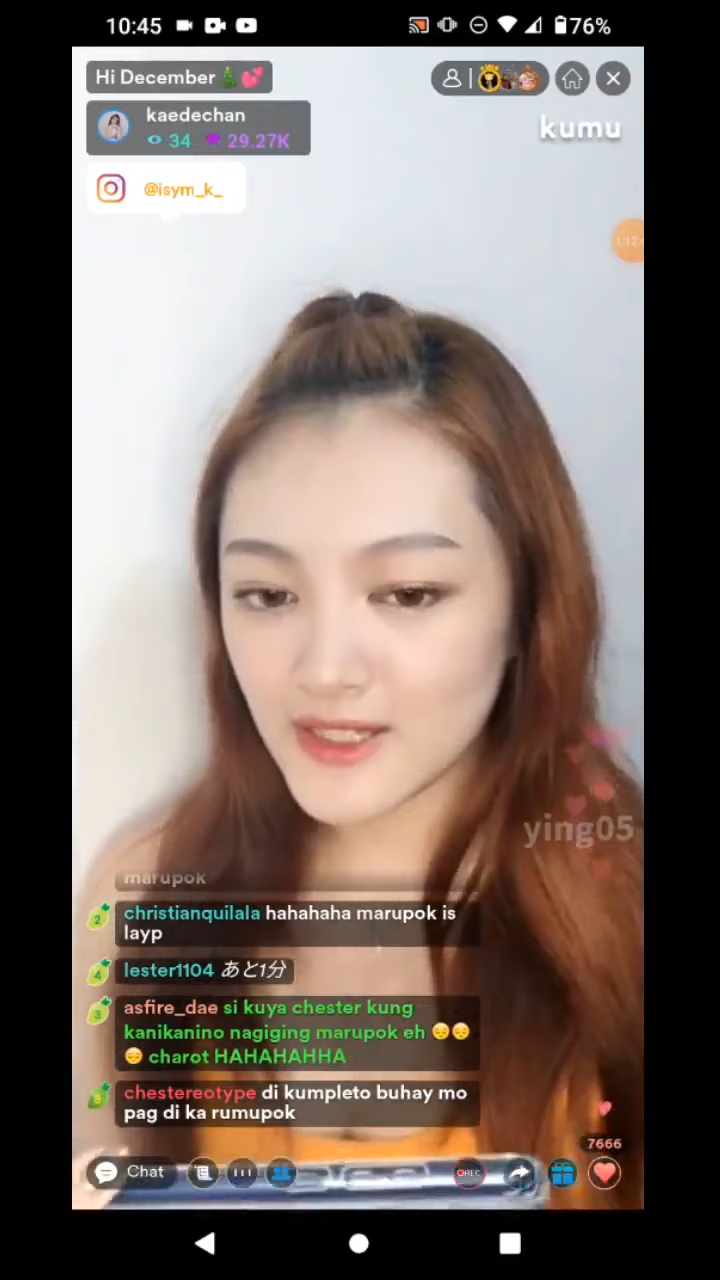 10:45
76%
Hi December🎄💕
kaedechan
34 29.27K
kumu
@isym_k_
ying05
marupok
christianquilala hahahaha marupok is
layp
lester1104 あと1分
asfire_dae si kuya chester kung
kanikanino nagiging marupok eh 😔😔
😔 charot HAHAHAHHA
chestereotype di kumpleto buhay mo
pag di ka rumupok
7666
Chat
REC